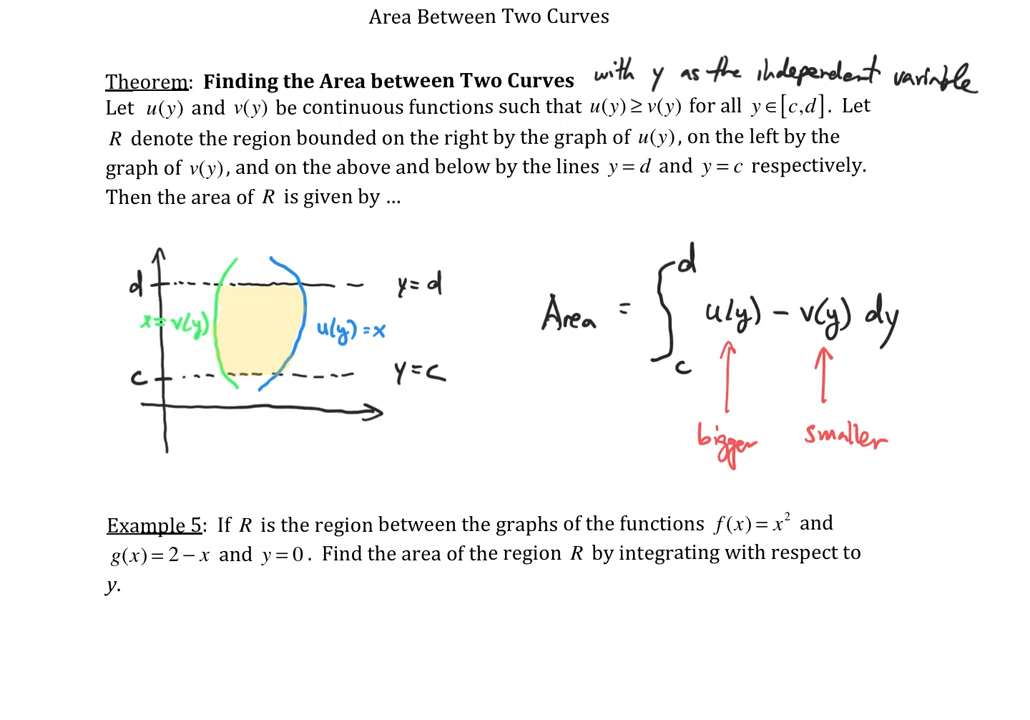 Area Between Two Curves
Theorem: Finding the Area between Two Curves with y as the independent variable
Let u(y) and v(y) be continuous functions such that u(y) ≥ v(y) for all y ∈ [c,d]. Let
R denote the region bounded on the right by the graph of u(y), on the left by the
graph of v(y), and on the above and below by the lines y = d and y = c respectively.
Then the area of R is given by ...
d
y = d
x = v(y)
u(y) = x
c
y = c
Area = ∫_c^d u(y) − v(y) dy
bigger smaller
Example 5: If R is the region between the graphs of the functions f(x) = x² and
g(x) = 2 − x and y = 0. Find the area of the region R by integrating with respect to
y.